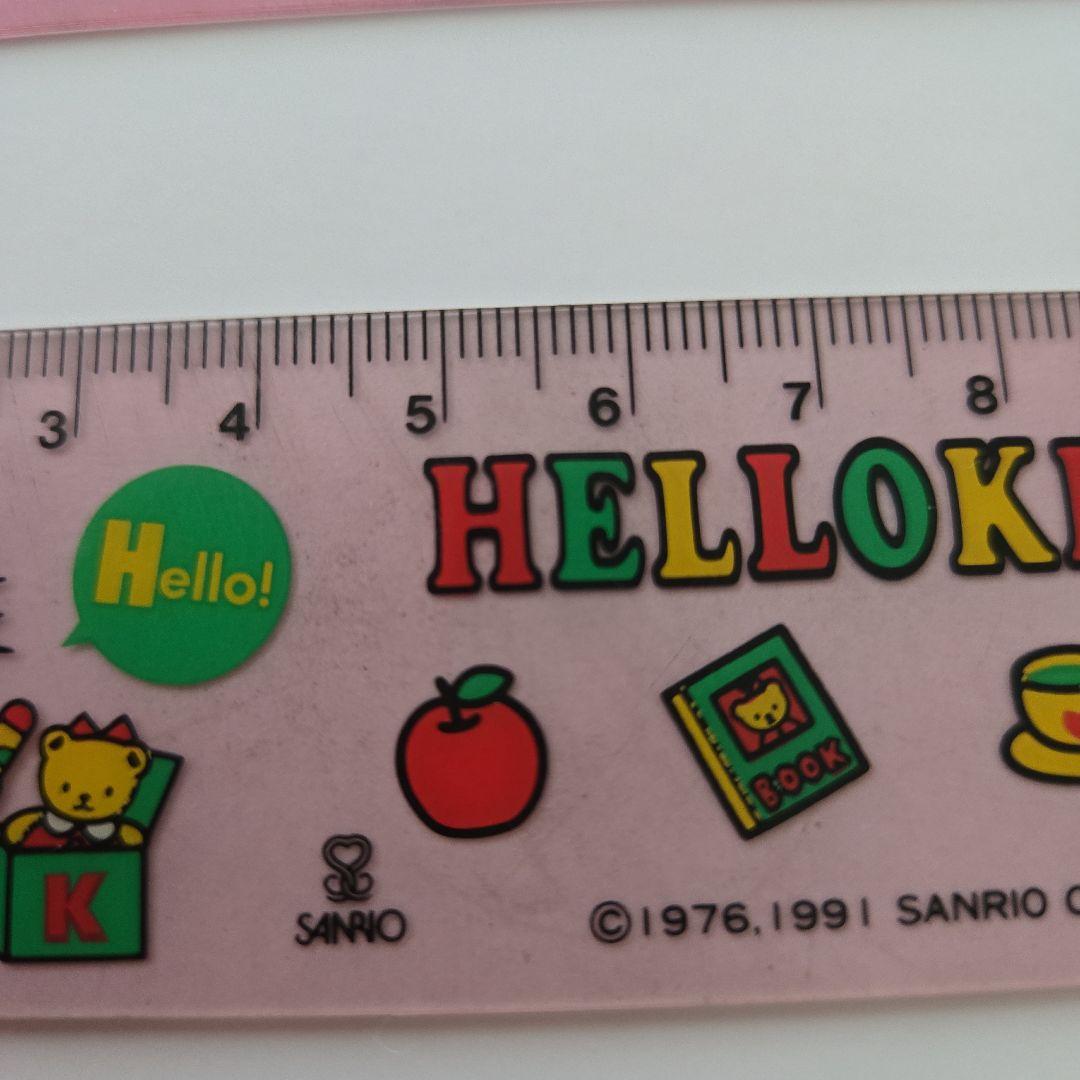 3 4 5 6 7 8
Hello!
HELLOK
BOOK
K
SANRIO
©1976,1991 SANRIO